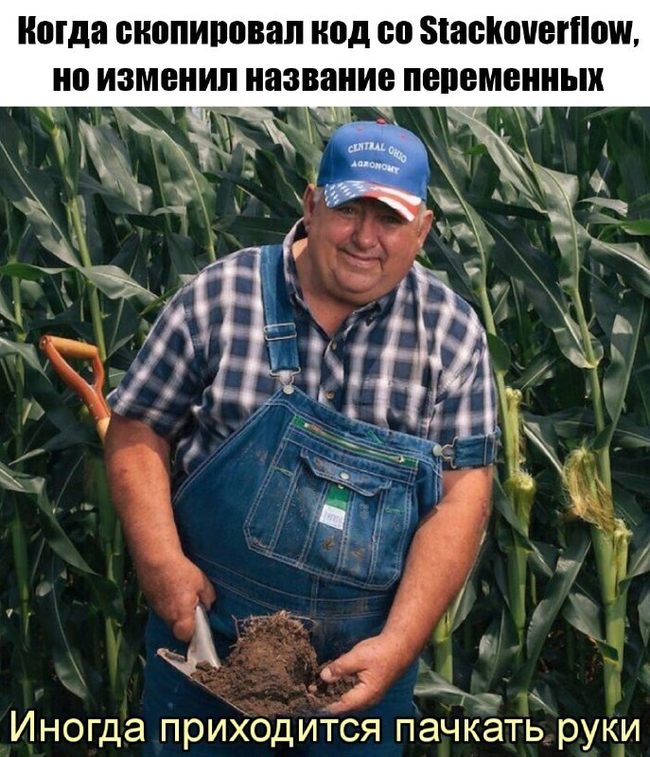 Когда скопировал код со Stackoverflow,
но изменил название переменных
CENTRAL OHIO
AGRONOMY
Иногда приходится пачкать руки